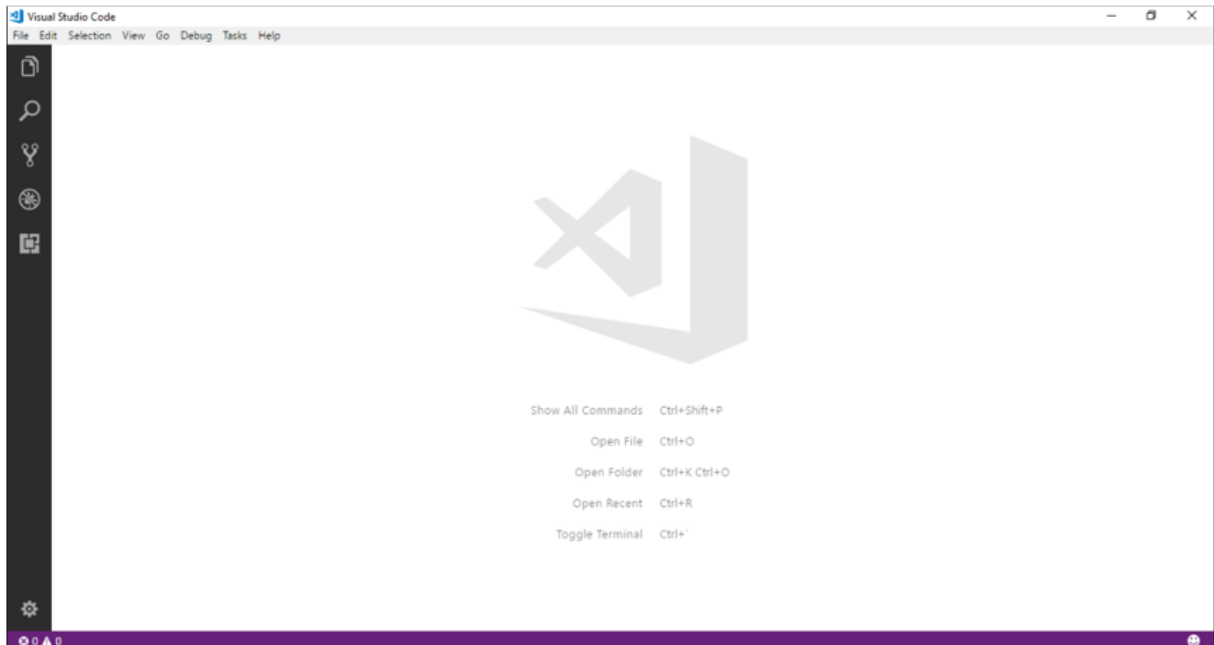 Visual Studio Code
File Edit Selection View Go Debug Tasks Help
Show All Commands Ctrl+Shift+P
Open File Ctrl+O
Open Folder Ctrl+K Ctrl+O
Open Recent Ctrl+R
Toggle Terminal Ctrl+`
0 0